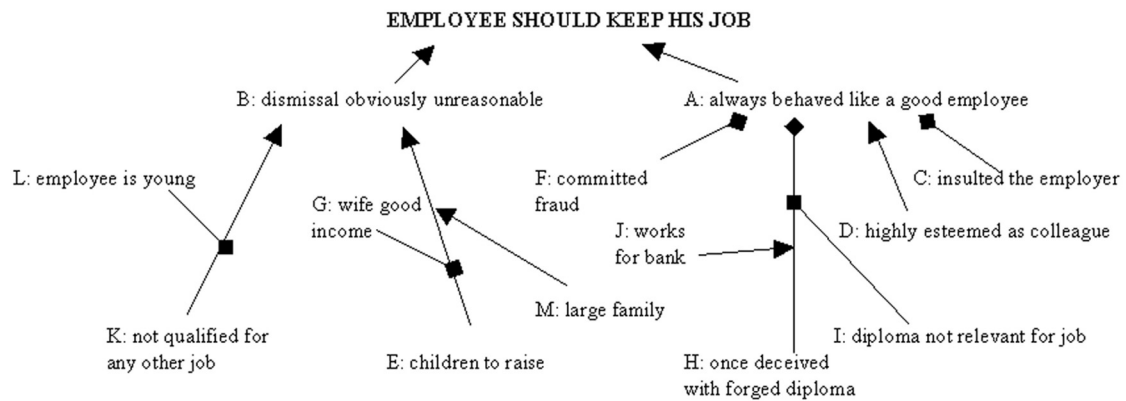 EMPLOYEE SHOULD KEEP HIS JOB
B: dismissal obviously unreasonable
A: always behaved like a good employee
L: employee is young
G: wife good
income
F: committed
fraud
C: insulted the employer
J: works
for bank
D: highly esteemed as colleague
M: large family
K: not qualified for
any other job
E: children to raise
H: once deceived
with forged diploma
I: diploma not relevant for job